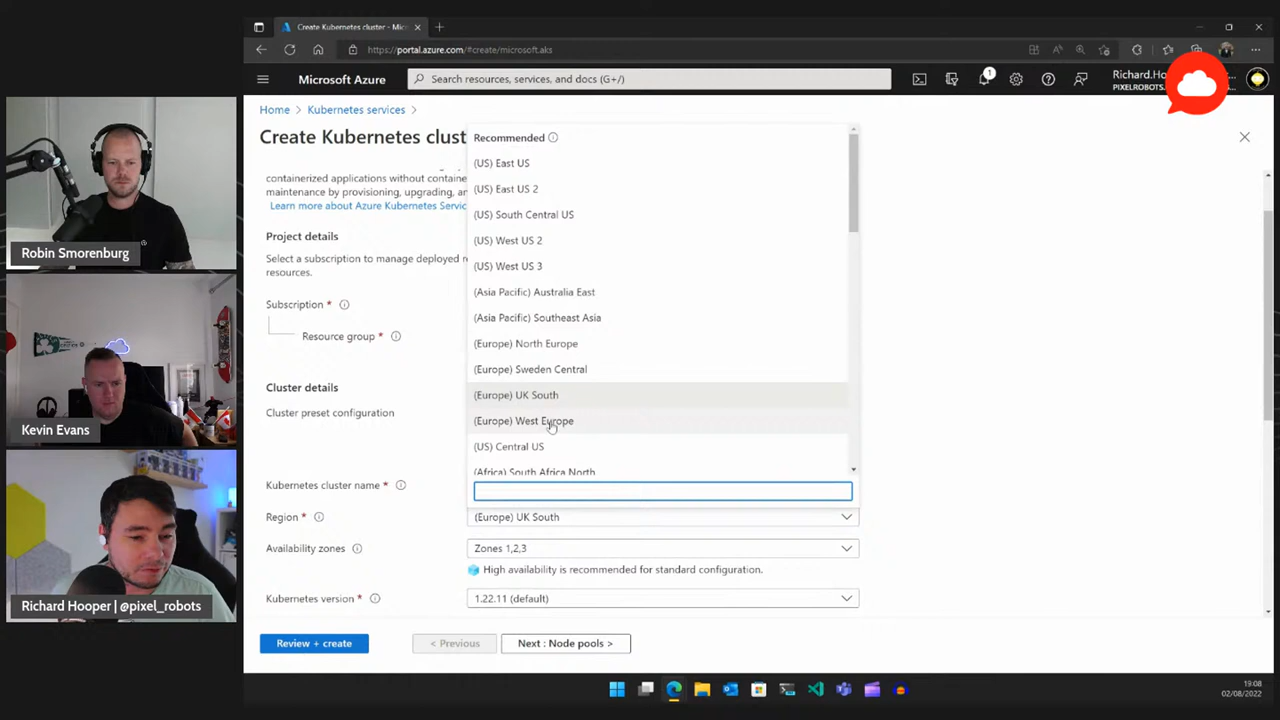 Create Kubernetes cluster - Mic
https://portal.azure.com/#create/microsoft.aks
Microsoft Azure
Search resources, services, and docs (G+/)
1
Richard.Hoo
PIXELROBOTS.
Home > Kubernetes services >
Create Kubernetes clust
containerized applications without containe
maintenance by provisioning, upgrading, an
Learn more about Azure Kubernetes Servic
Project details
Select a subscription to manage deployed r
resources.
Subscription *
Resource group *
Cluster details
Cluster preset configuration
Kubernetes cluster name *
Region *
Availability zones
Kubernetes version *
Recommended
(US) East US
(US) East US 2
(US) South Central US
(US) West US 2
(US) West US 3
(Asia Pacific) Australia East
(Asia Pacific) Southeast Asia
(Europe) North Europe
(Europe) Sweden Central
(Europe) UK South
(Europe) West Europe
(US) Central US
(Africa) South Africa North
(Europe) UK South
Zones 1,2,3
High availability is recommended for standard configuration.
1.22.11 (default)
Review + create
< Previous
Next : Node pools >
19:08
02/08/2022
Robin Smorenburg
Kevin Evans
Richard Hooper | @pixel_robots